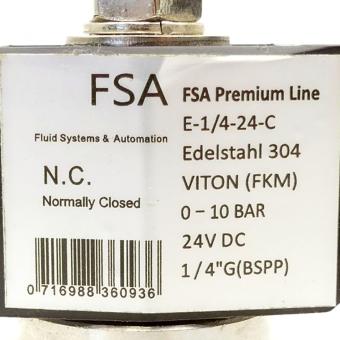 FSA
Fluid Systems & Automation
N.C.
Normally Closed
0 716988 360936
FSA Premium Line
E-1/4-24-C
Edelstahl 304
VITON (FKM)
0 – 10 BAR
24V DC
1/4"G(BSPP)